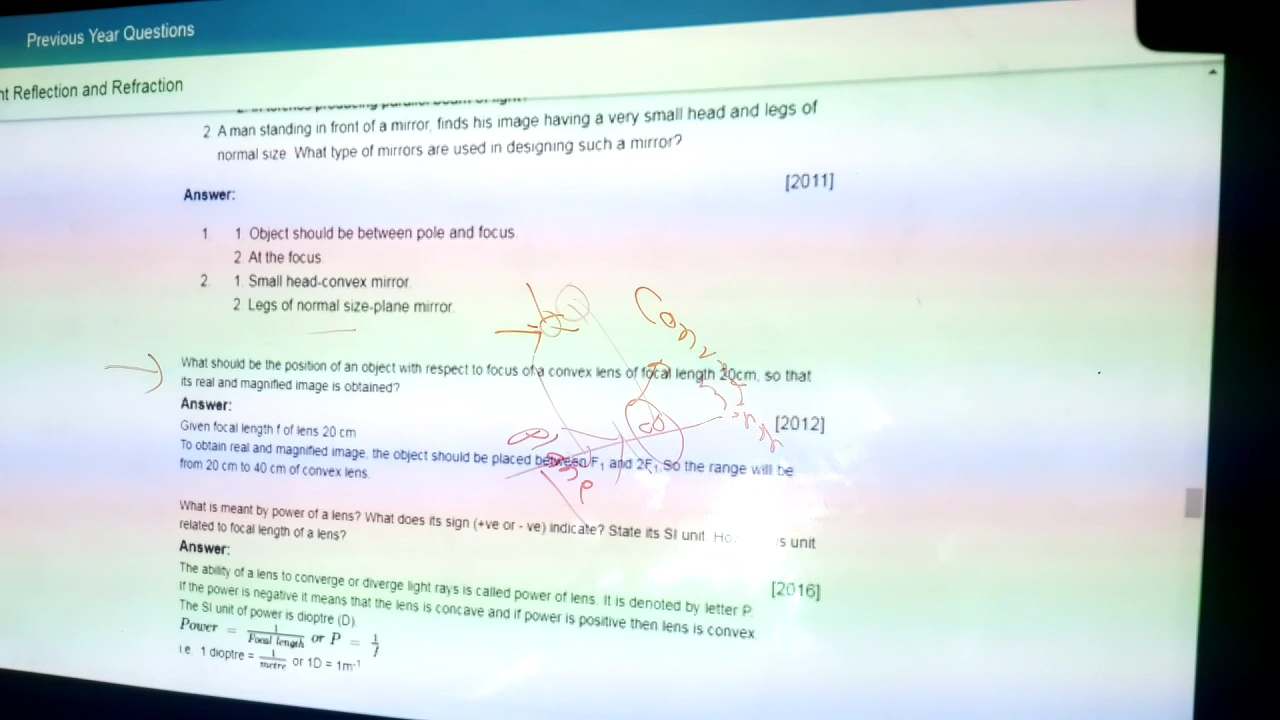 Previous Year Questions
Reflection and Refraction
2 A man standing in front of a mirror, finds his image having a very small head and legs of
normal size. What type of mirrors are used in designing such a mirror?
[2011]
Answer:
1. 1. Object should be between pole and focus.
2. At the focus.
2. 1. Small head-convex mirror.
2. Legs of normal size-plane mirror.
What should be the position of an object with respect to focus of a convex lens of focal length 20cm, so that
its real and magnified image is obtained?
Answer:
[2012]
Given focal length f of lens 20 cm
To obtain real and magnified image, the object should be placed between F₁ and 2F₁. So the range will be
from 20 cm to 40 cm of convex lens.
What is meant by power of a lens? What does its sign (+ve or - ve) indicate? State its SI unit. unit
related to focal length of a lens?
Answer:
[2016]
The ability of a lens to converge or diverge light rays is called power of lens. It is denoted by letter P.
If the power is negative it means that the lens is concave and if power is positive then lens is convex.
The SI unit of power is dioptre (D).
Power = 1/Focal length or P = 1/f
i.e. 1 dioptre = 1/metre or 1D = 1m⁻¹